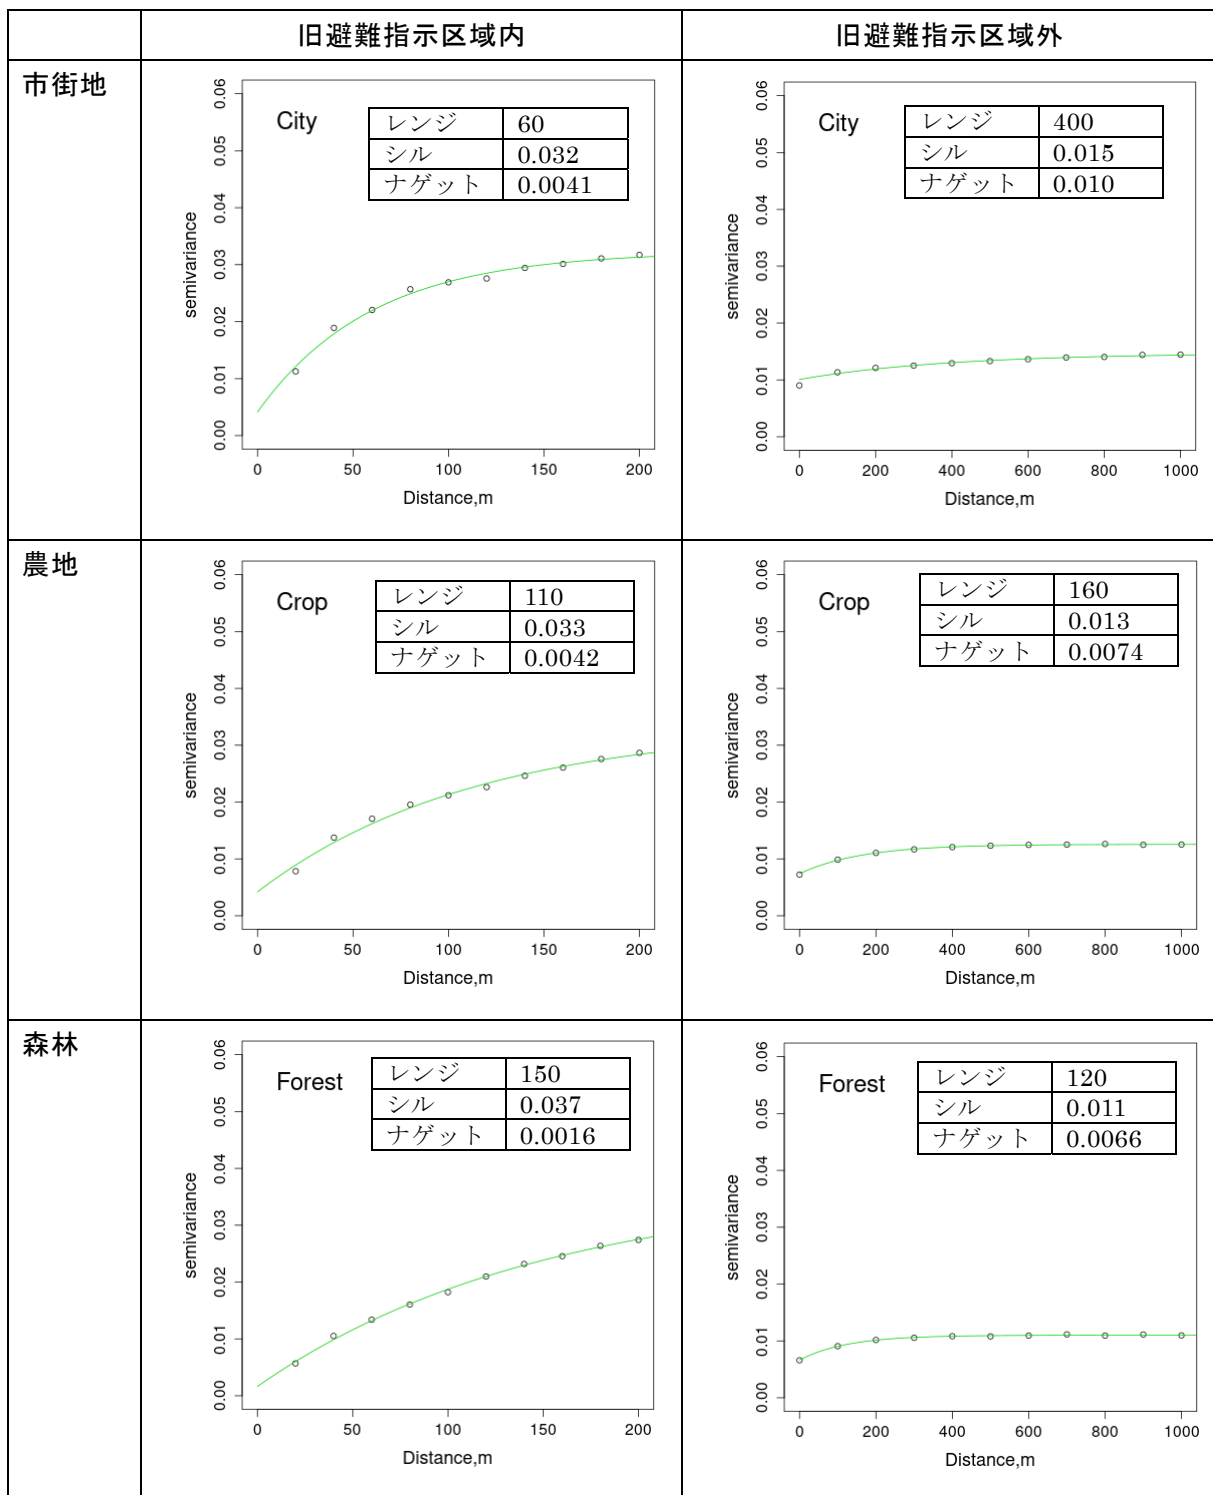 旧避難指示区域内 旧避難指示区域外
市街地
City
レンジ 60
シル 0.032
ナゲット 0.0041
semivariance
0.00 0.01 0.02 0.03 0.04 0.05 0.06
0 50 100 150 200
Distance,m
City
レンジ 400
シル 0.015
ナゲット 0.010
semivariance
0.00 0.01 0.02 0.03 0.04 0.05 0.06
0 200 400 600 800 1000
Distance,m
農地
Crop
レンジ 110
シル 0.033
ナゲット 0.0042
semivariance
0.00 0.01 0.02 0.03 0.04 0.05 0.06
0 50 100 150 200
Distance,m
Crop
レンジ 160
シル 0.013
ナゲット 0.0074
semivariance
0.00 0.01 0.02 0.03 0.04 0.05 0.06
0 200 400 600 800 1000
Distance,m
森林
Forest
レンジ 150
シル 0.037
ナゲット 0.0016
semivariance
0.00 0.01 0.02 0.03 0.04 0.05 0.06
0 50 100 150 200
Distance,m
Forest
レンジ 120
シル 0.011
ナゲット 0.0066
semivariance
0.00 0.01 0.02 0.03 0.04 0.05 0.06
0 200 400 600 800 1000
Distance,m